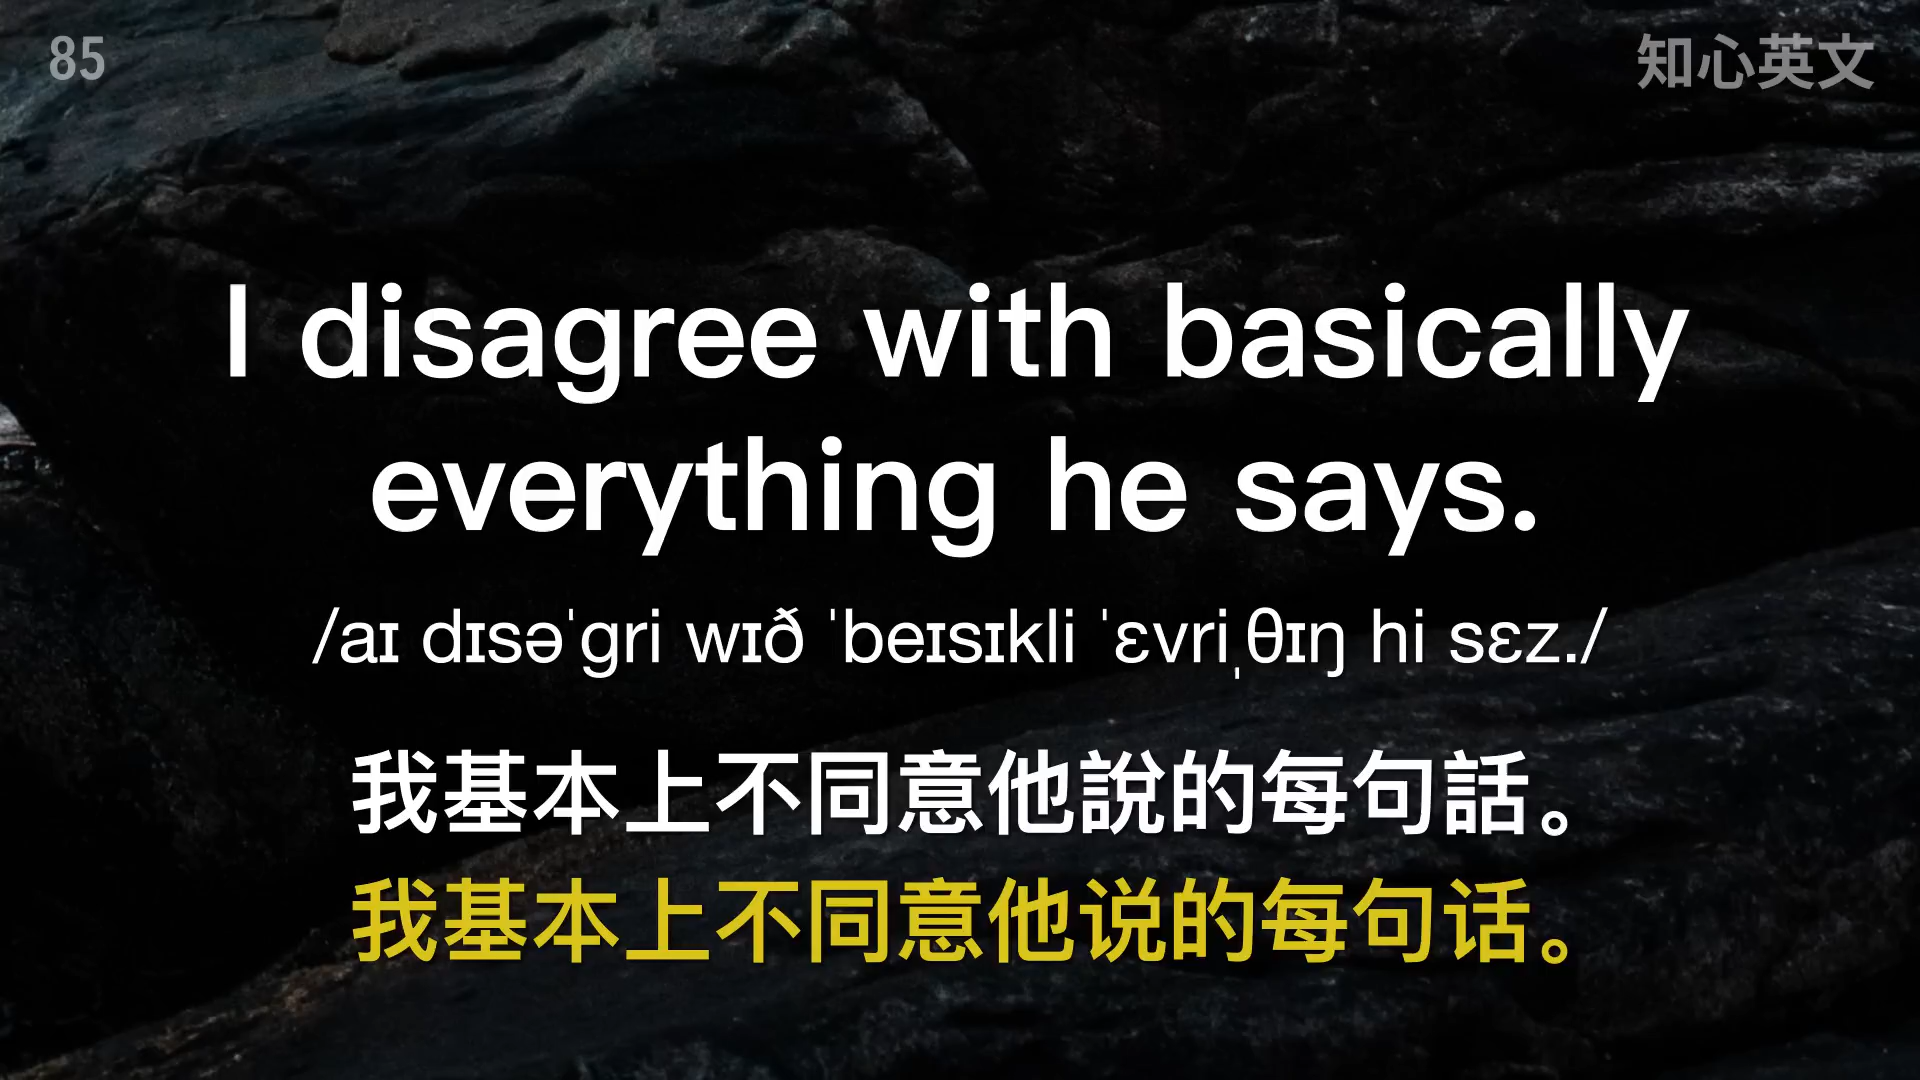 85
知心英文
I disagree with basically
everything he says.
/aɪ dɪsəˈgri wɪð ˈbeɪsɪkli ˈɛvriˌθɪŋ hi sɛz./
我基本上不同意他說的每句話。
我基本上不同意他说的每句话。